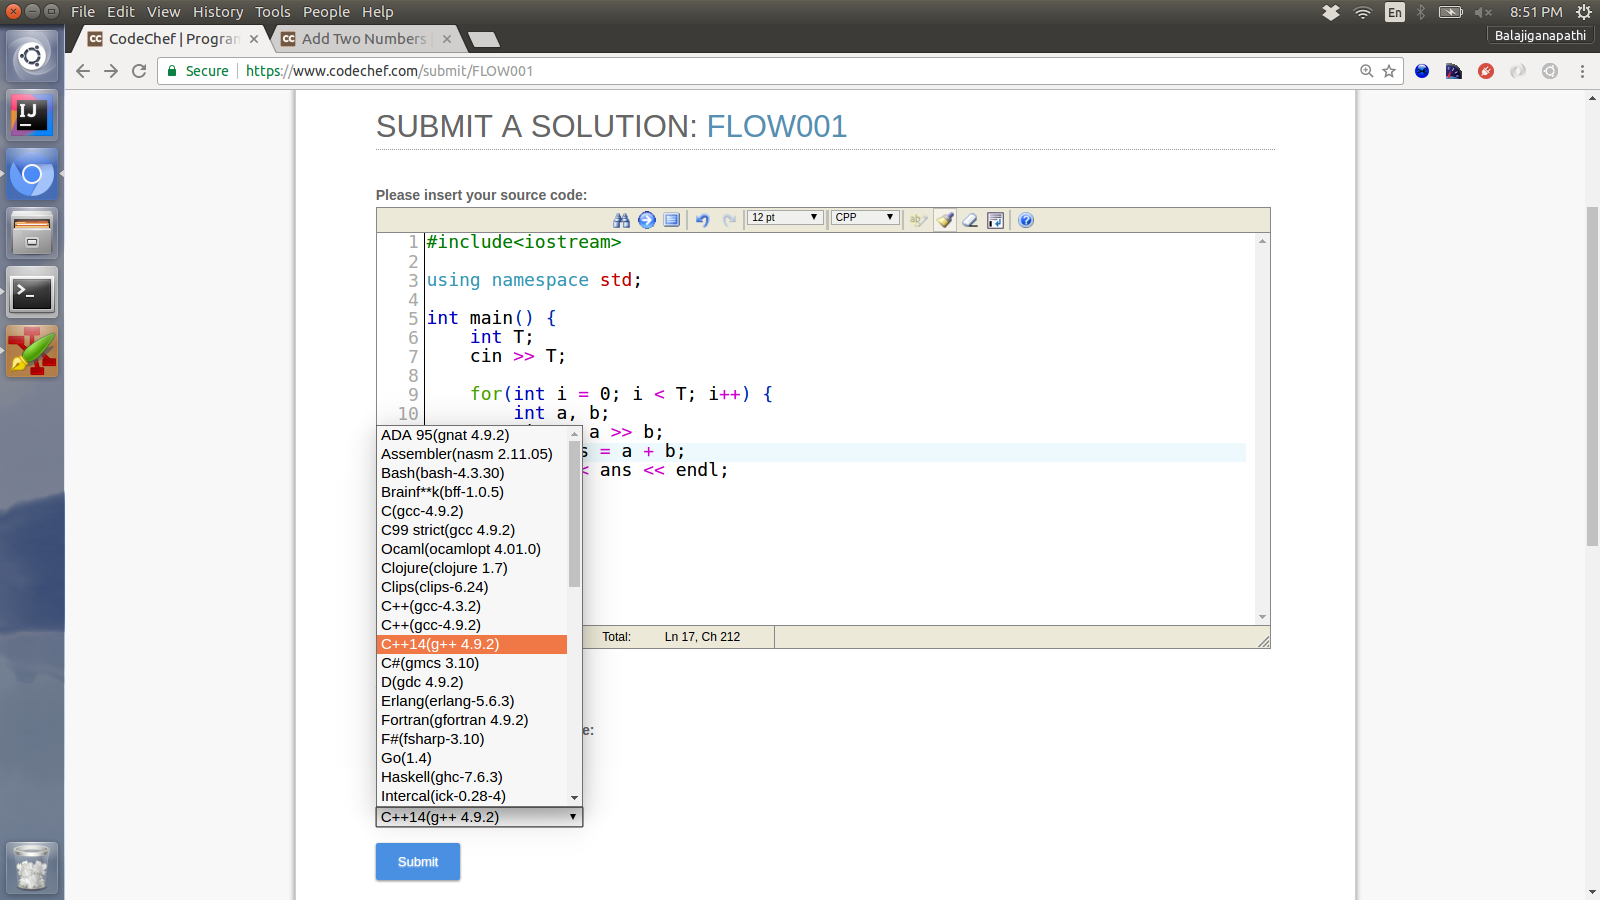 File Edit View History Tools People Help
En
8:51 PM
Balajiganapathi
CC CodeChef | Progra
CC Add Two Numbers
Secure https://www.codechef.com/submit/FLOW001
IJ
SUBMIT A SOLUTION: FLOW001
Please insert your source code:
12 pt CPP
1 #include<iostream>
2
3 using namespace std;
4
5 int main() {
6 int T;
7 cin >> T;
8
9 for(int i = 0; i < T; i++) {
10 int a, b;
a >> b;
s = a + b;
< ans << endl;
ADA 95(gnat 4.9.2)
Assembler(nasm 2.11.05)
Bash(bash-4.3.30)
Brainf**k(bff-1.0.5)
C(gcc-4.9.2)
C99 strict(gcc 4.9.2)
Ocaml(ocamlopt 4.01.0)
Clojure(clojure 1.7)
Clips(clips-6.24)
C++(gcc-4.3.2)
C++(gcc-4.9.2)
C++14(g++ 4.9.2)
C#(gmcs 3.10)
D(gdc 4.9.2)
Erlang(erlang-5.6.3)
Fortran(gfortran 4.9.2)
F#(fsharp-3.10)
Go(1.4)
Haskell(ghc-7.6.3)
Intercal(ick-0.28-4)
Total: Ln 17, Ch 212
e:
C++14(g++ 4.9.2)
Submit